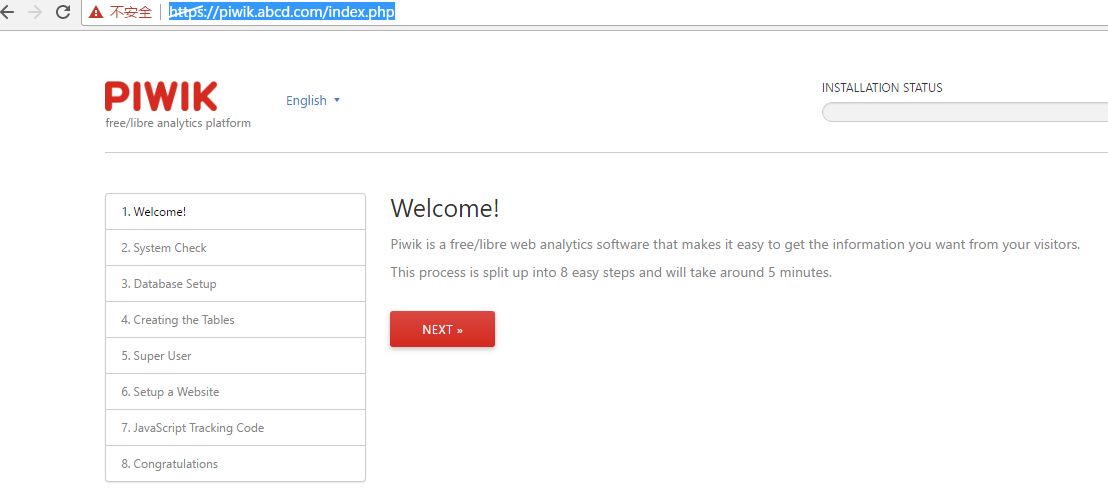 不安全 https://piwik.abcd.com/index.php
PIWIK
free/libre analytics platform
English
INSTALLATION STATUS
1. Welcome!
2. System Check
3. Database Setup
4. Creating the Tables
5. Super User
6. Setup a Website
7. JavaScript Tracking Code
8. Congratulations
Welcome!
Piwik is a free/libre web analytics software that makes it easy to get the information you want from your visitors.
This process is split up into 8 easy steps and will take around 5 minutes.
NEXT »